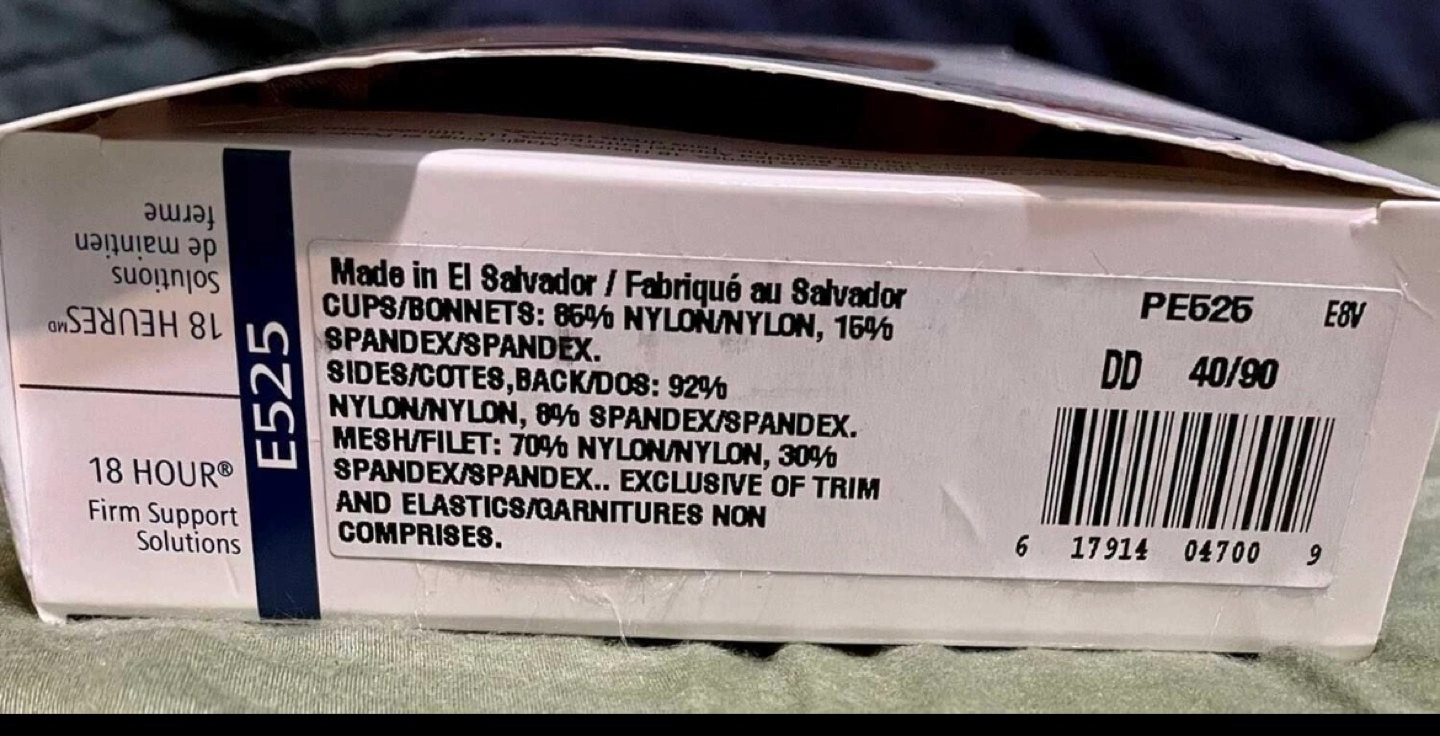 18 HEURES MD
Solutions
de maintien
ferme
18 HOUR®
Firm Support
Solutions
E525
Made in El Salvador / Fabriqué au Salvador
CUPS/BONNETS: 85% NYLON/NYLON, 15%
SPANDEX/SPANDEX.
SIDES/COTES,BACK/DOS: 92%
NYLON/NYLON, 8% SPANDEX/SPANDEX.
MESH/FILET: 70% NYLON/NYLON, 30%
SPANDEX/SPANDEX.. EXCLUSIVE OF TRIM
AND ELASTICS/GARNITURES NON
COMPRISES.
PE525 E8V
DD 40/90
6 17914 04700 9